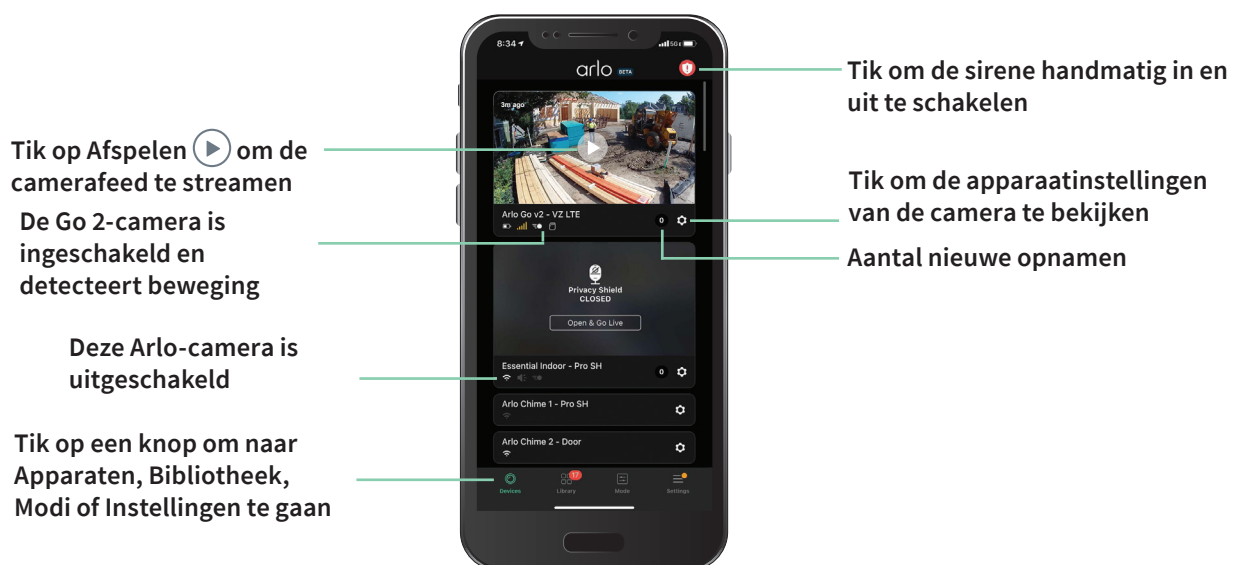 8:34
5G E
arlo BETA
3m ago
Arlo Go v2 - VZ LTE
0
Privacy Shield
CLOSED
Open & Go Live
Essential Indoor - Pro SH
0
Arlo Chime 1 - Pro SH
Arlo Chime 2 - Door
17
Devices
Library
Mode
Settings
Tik op Afspelen om de
camerafeed te streamen
De Go 2-camera is
ingeschakeld en
detecteert beweging
Deze Arlo-camera is
uitgeschakeld
Tik op een knop om naar
Apparaten, Bibliotheek,
Modi of Instellingen te gaan
Tik om de sirene handmatig in en
uit te schakelen
Tik om de apparaatinstellingen
van de camera te bekijken
Aantal nieuwe opnamen